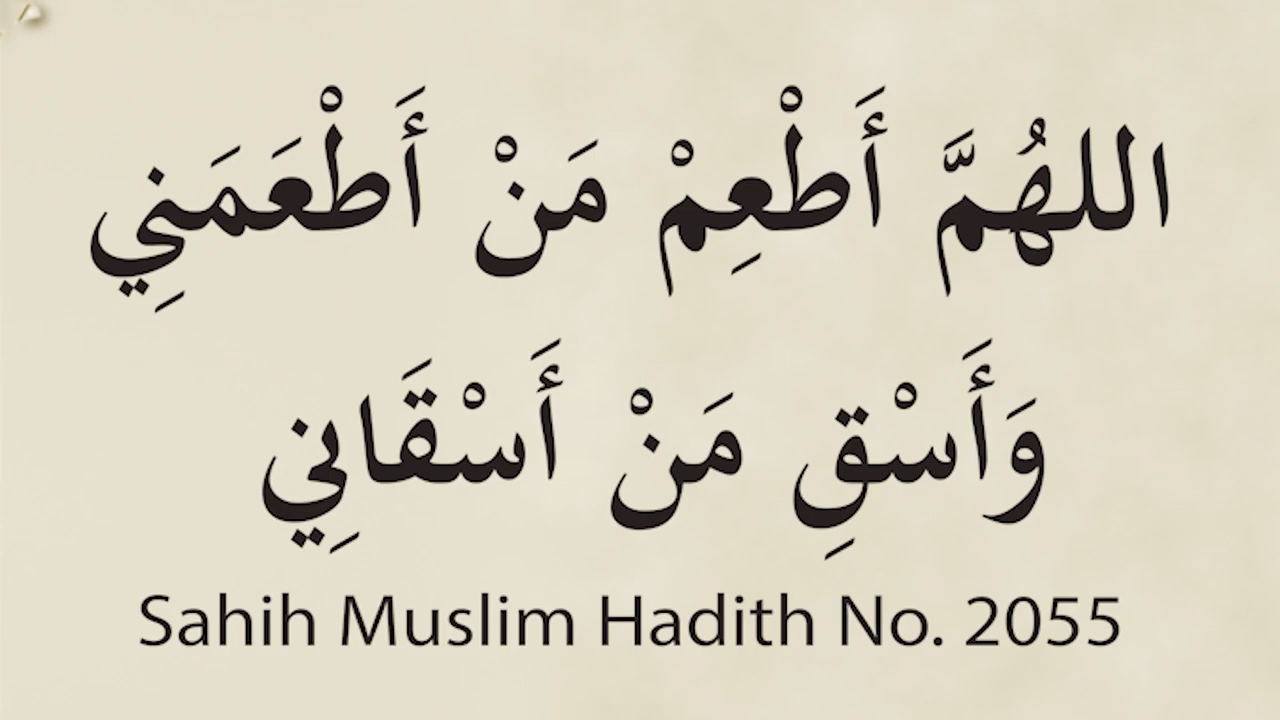 اللهُمَّ أَطْعِمْ مَنْ أَطْعَمَنِي
وَأَسْقِ مَنْ أَسْقَانِي
Sahih Muslim Hadith No. 2055